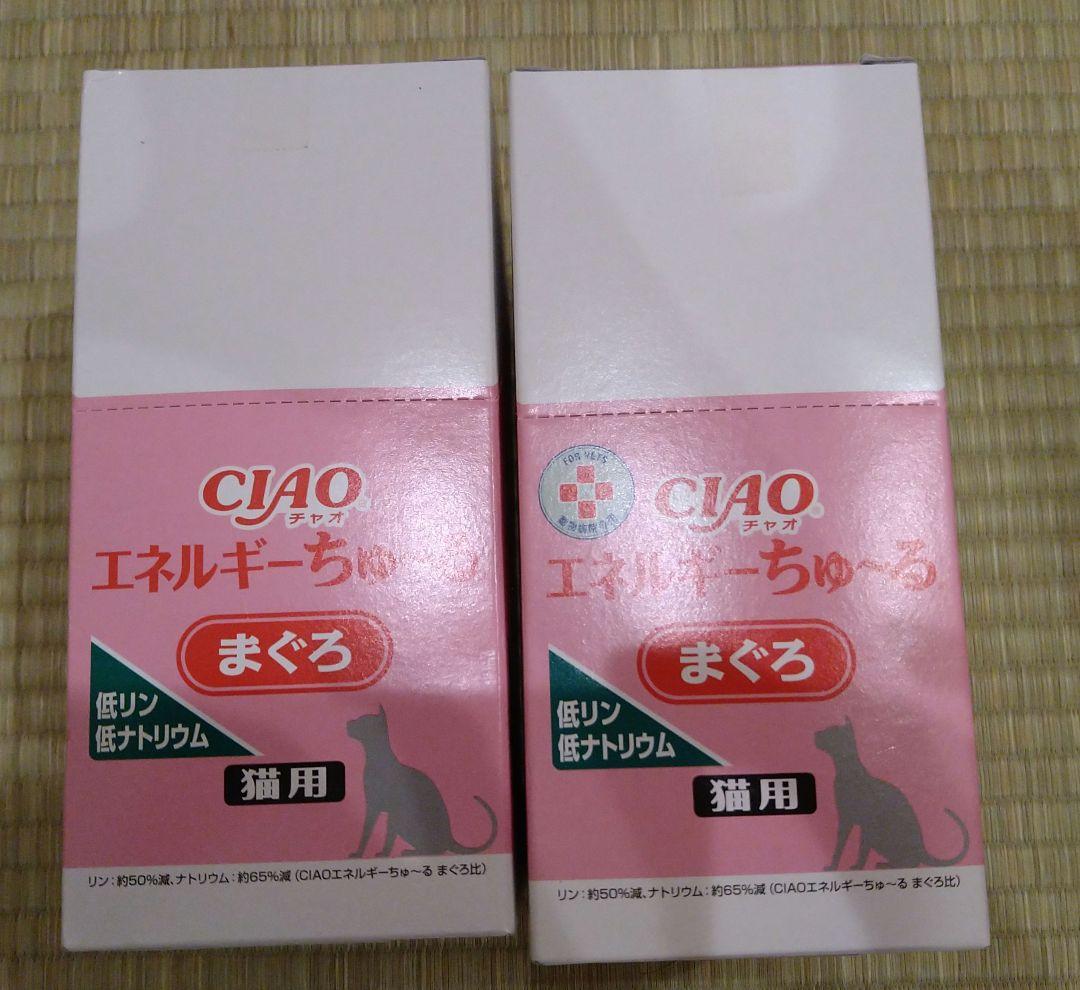 CIAO
チャオ
エネルギーちゅ～る
まぐろ
低リン
低ナトリウム
猫用
リン：約50%減、ナトリウム：約65%減（CIAOエネルギーちゅ～る まぐろ比）
FOR VETS
動物病院専用
CIAO
チャオ
エネルギーちゅ～る
まぐろ
低リン
低ナトリウム
猫用
リン：約50%減、ナトリウム：約65%減（CIAOエネルギーちゅ～る まぐろ比）